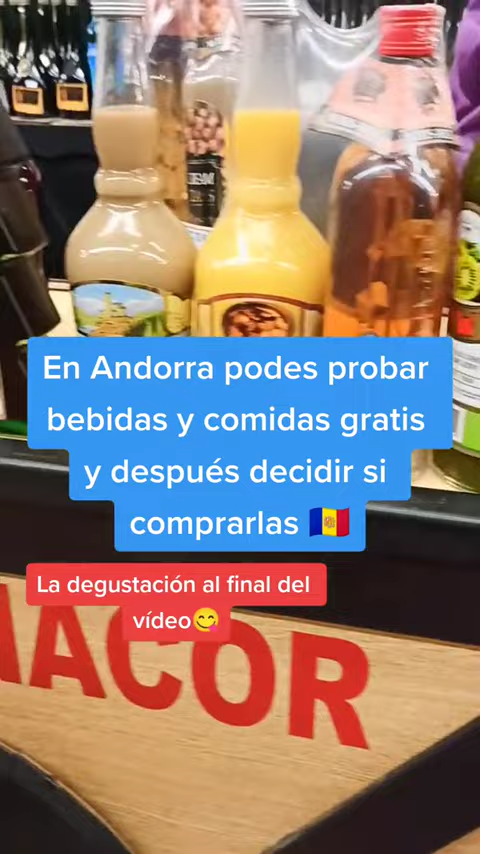 En Andorra podes probar
bebidas y comidas gratis
y después decidir si
comprarlas 🇦🇩
La degustación al final del
vídeo😋
ACOR